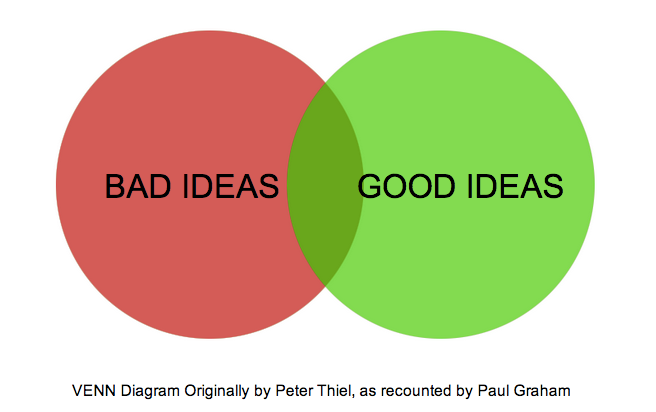 BAD IDEAS
GOOD IDEAS
VENN Diagram Originally by Peter Thiel, as recounted by Paul Graham